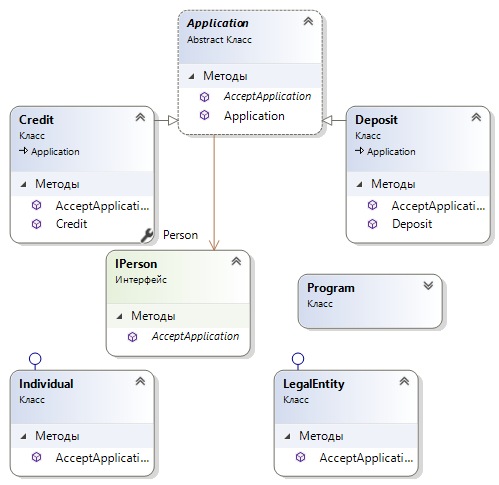 Application
Abstract Класс
Методы
AcceptApplication
Application
Credit
Класс
Application
Методы
AcceptApplicati...
Credit
Deposit
Класс
Application
Методы
AcceptApplicati...
Deposit
Person
IPerson
Интерфейс
Методы
AcceptApplication
Program
Класс
Individual
Класс
Методы
AcceptApplicati...
LegalEntity
Класс
Методы
AcceptApplicati...